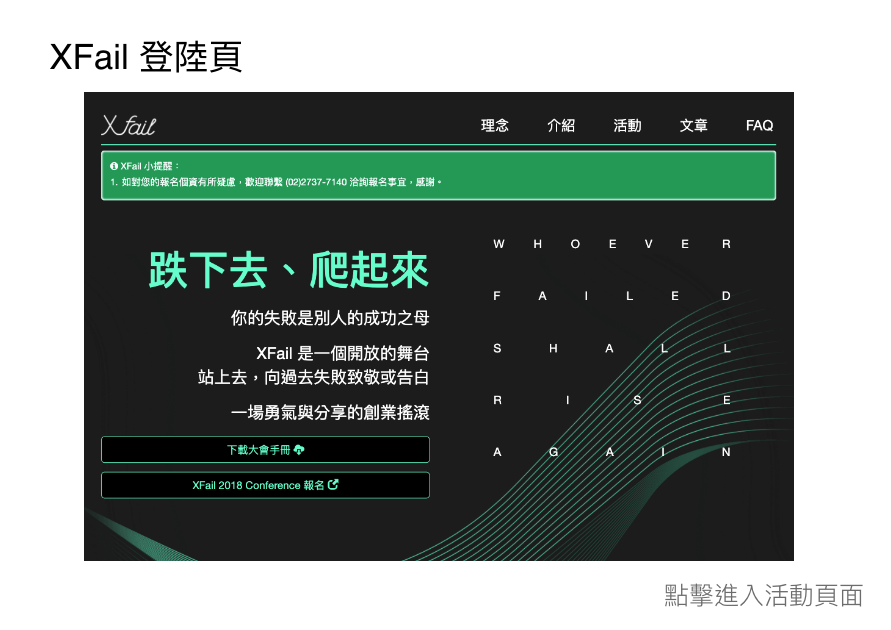 XFail 登陸頁
Xfail
理念 介紹 活動 文章 FAQ
XFail 小提醒：
1. 如對您的報名個資有所疑慮，歡迎聯繫 (02)2737-7140 洽詢報名事宜，感謝。
跌下去、爬起來
你的失敗是別人的成功之母
XFail 是一個開放的舞台
站上去，向過去失敗致敬或告白
一場勇氣與分享的創業搖滾
下載大會手冊
XFail 2018 Conference 報名
W H O E V E R
F A I L E D
S H A L L
R I S E
A G A I N
點擊進入活動頁面